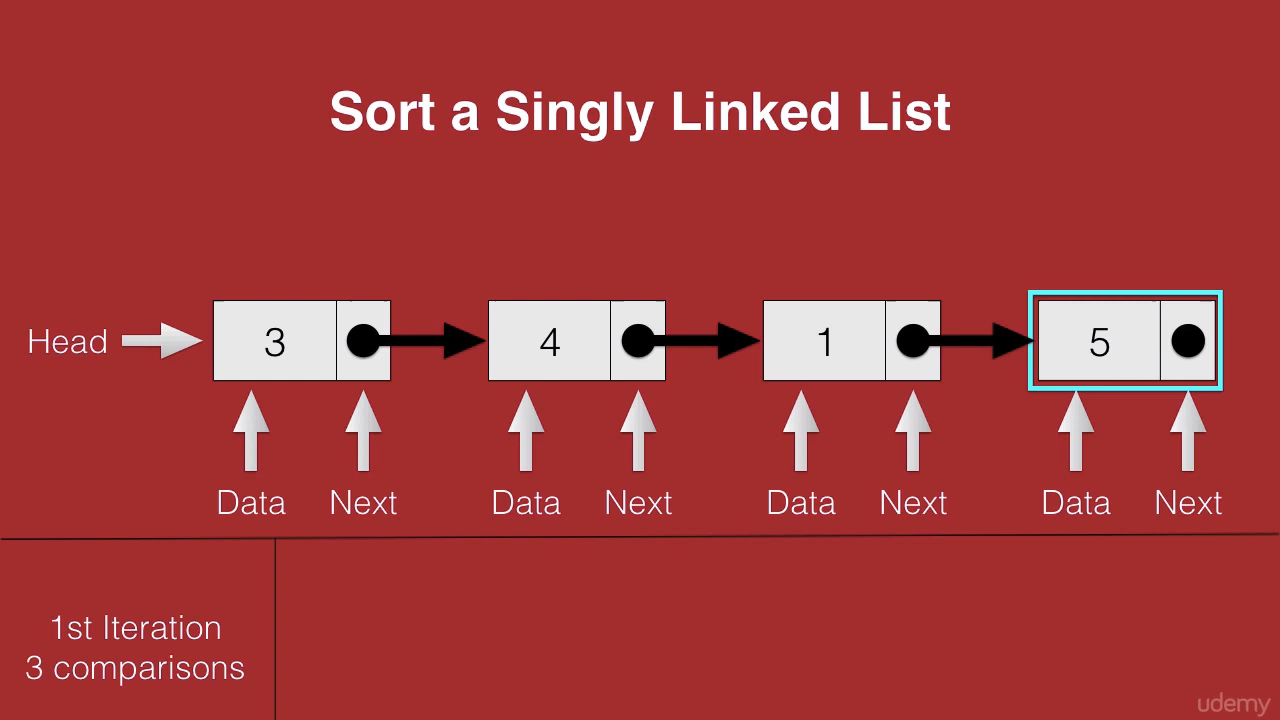 Sort a Singly Linked List
Head 3 4 1 5
Data Next Data Next Data Next Data Next
1st Iteration
3 comparisons
udemy